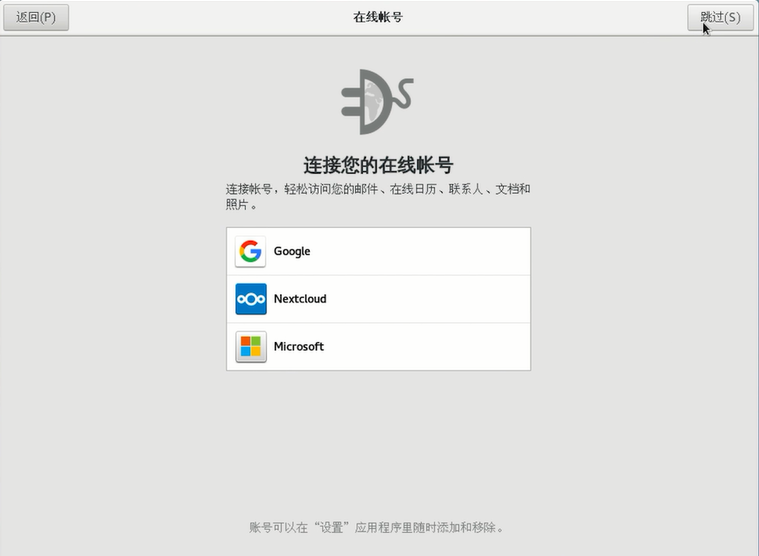 返回(P)
在线帐号
跳过(S)
连接您的在线帐号
连接帐号，轻松访问您的邮件、在线日历、联系人、文档和
照片。
Google
Nextcloud
Microsoft
账号可以在“设置”应用程序里随时添加和移除。